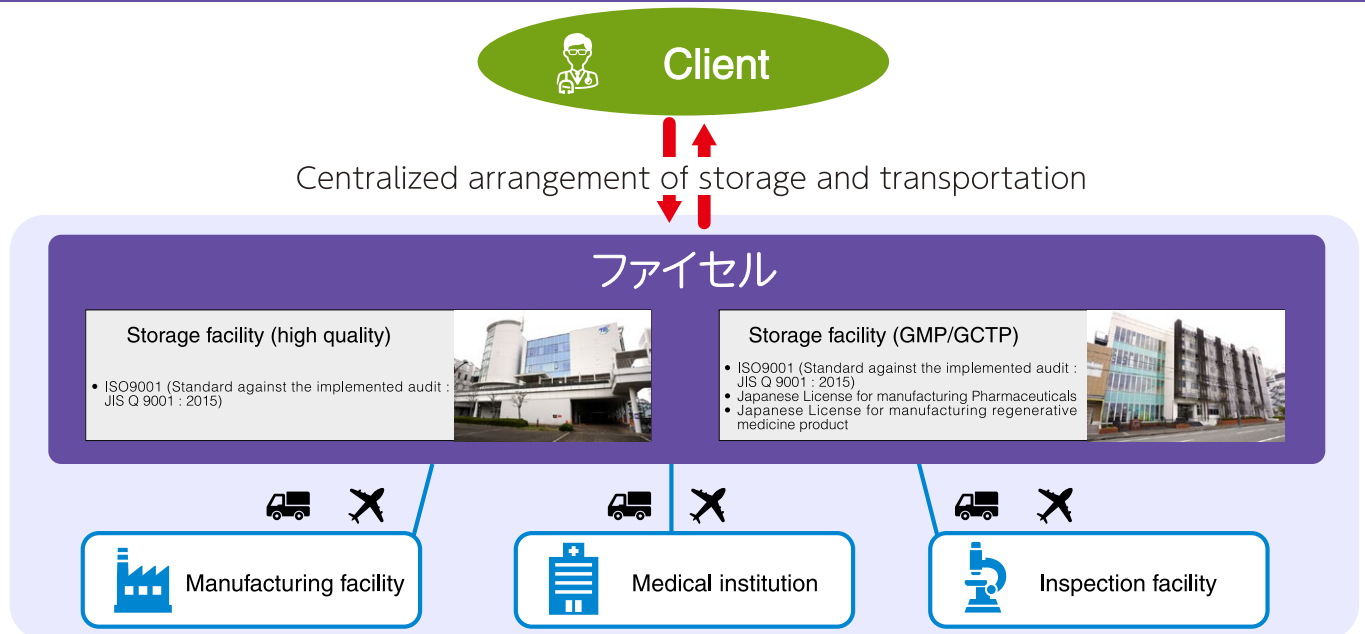 Client
Centralized arrangement of storage and transportation
ファイセル
Storage facility (high quality)
• ISO9001 (Standard against the implemented audit :
JIS Q 9001 : 2015)
Storage facility (GMP/GCTP)
• ISO9001 (Standard against the implemented audit :
JIS Q 9001 : 2015)
• Japanese License for manufacturing Pharmaceuticals
• Japanese License for manufacturing regenerative
medicine product
Manufacturing facility
Medical institution
Inspection facility